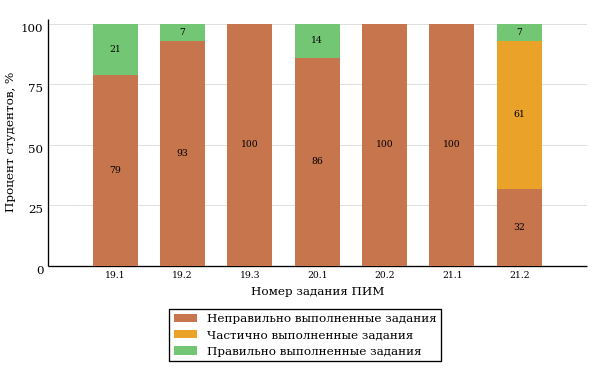 Процент студентов, %
100
75
50
25
0
21
7
14
7
79
93
100
86
100
100
61
32
19.1 19.2 19.3 20.1 20.2 21.1 21.2
Номер задания ПИМ
Неправильно выполненные задания
Частично выполненные задания
Правильно выполненные задания